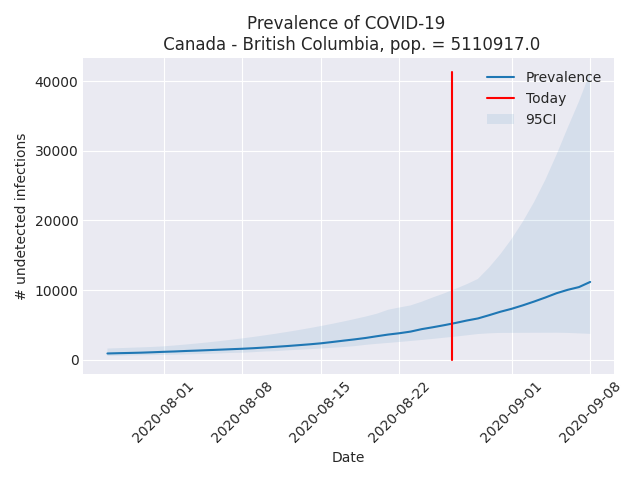 Prevalence of COVID-19
Canada - British Columbia, pop. = 5110917.0
Prevalence
Today
95CI
40000
30000
20000
10000
0
# undetected infections
2020-08-01
2020-08-08
2020-08-15
2020-08-22
2020-09-01
2020-09-08
Date